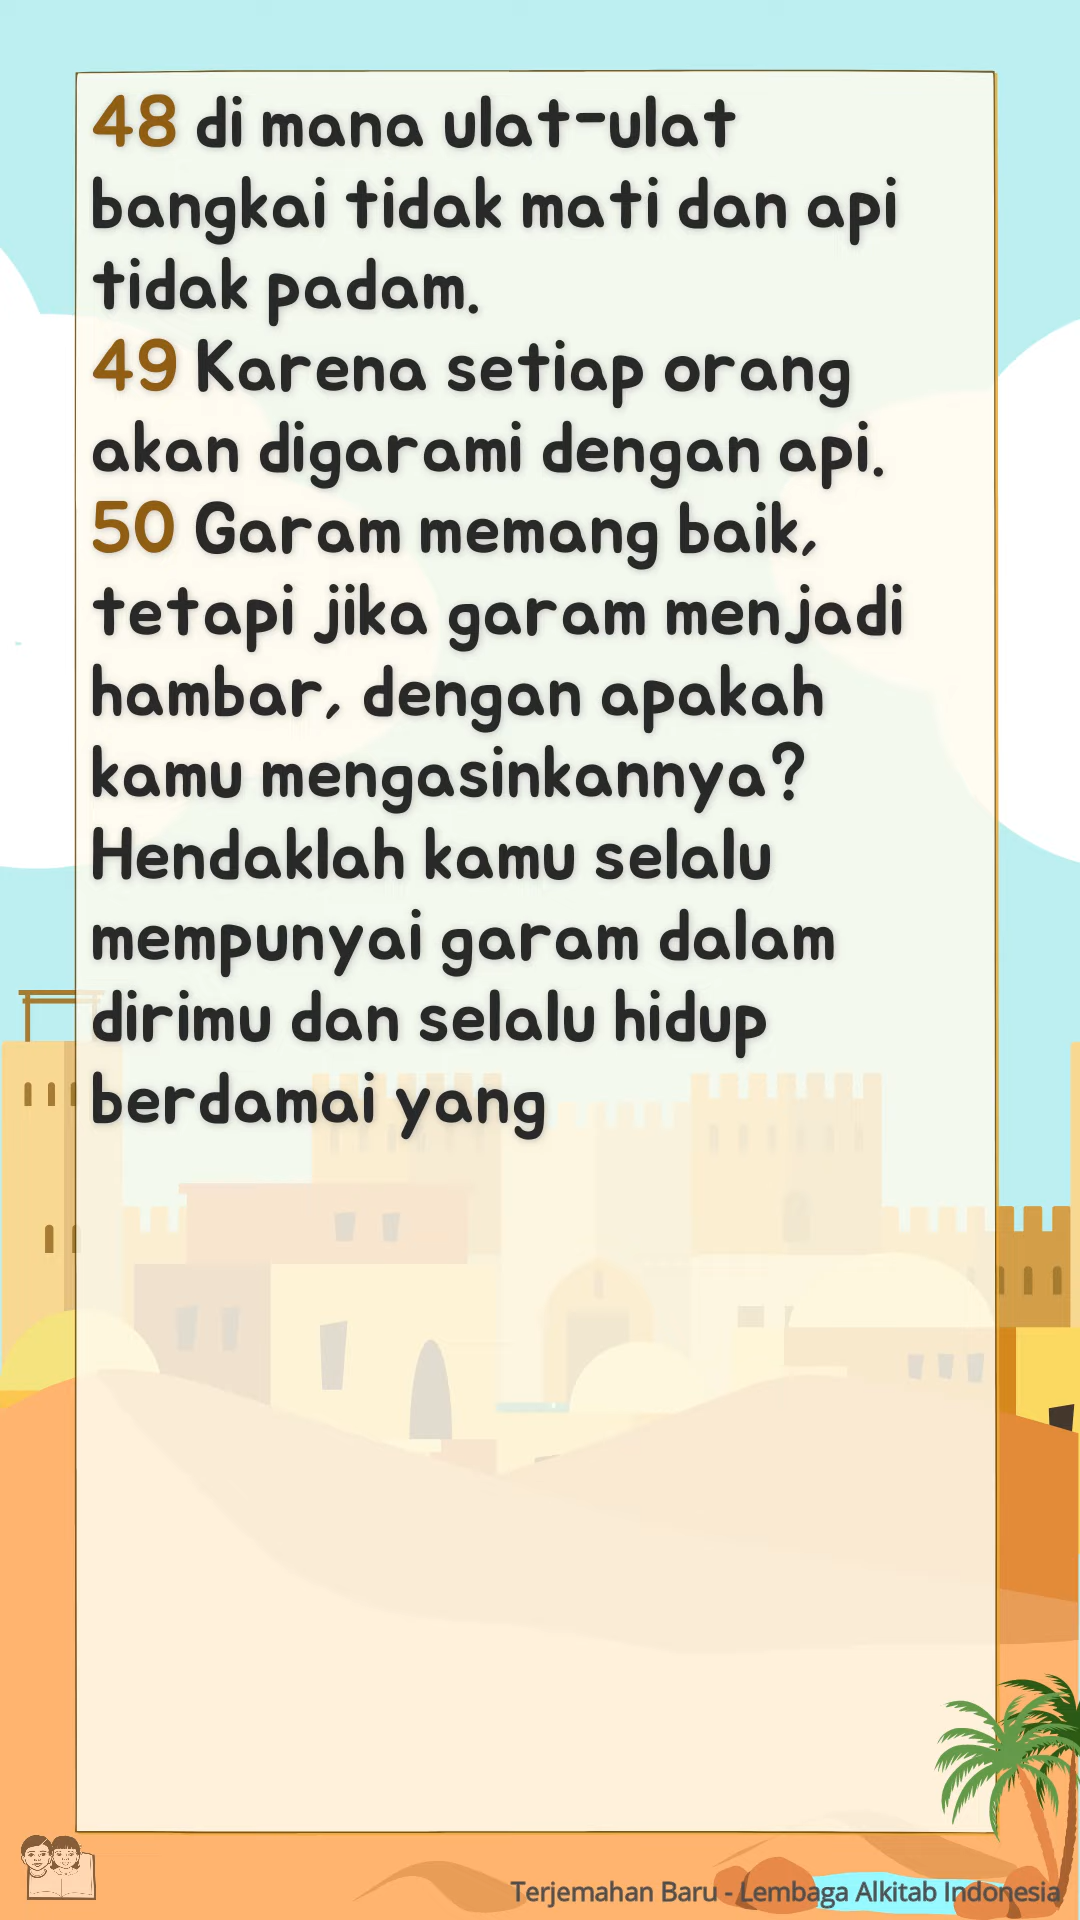 48 di mana ulat-ulat
bangkai tidak mati dan api
tidak padam.
49 Karena setiap orang
akan digarami dengan api.
50 Garam memang baik,
tetapi jika garam menjadi
hambar, dengan apakah
kamu mengasinkannya?
Hendaklah kamu selalu
mempunyai garam dalam
dirimu dan selalu hidup
berdamai yang
Terjemahan Baru - Lembaga Alkitab Indonesia